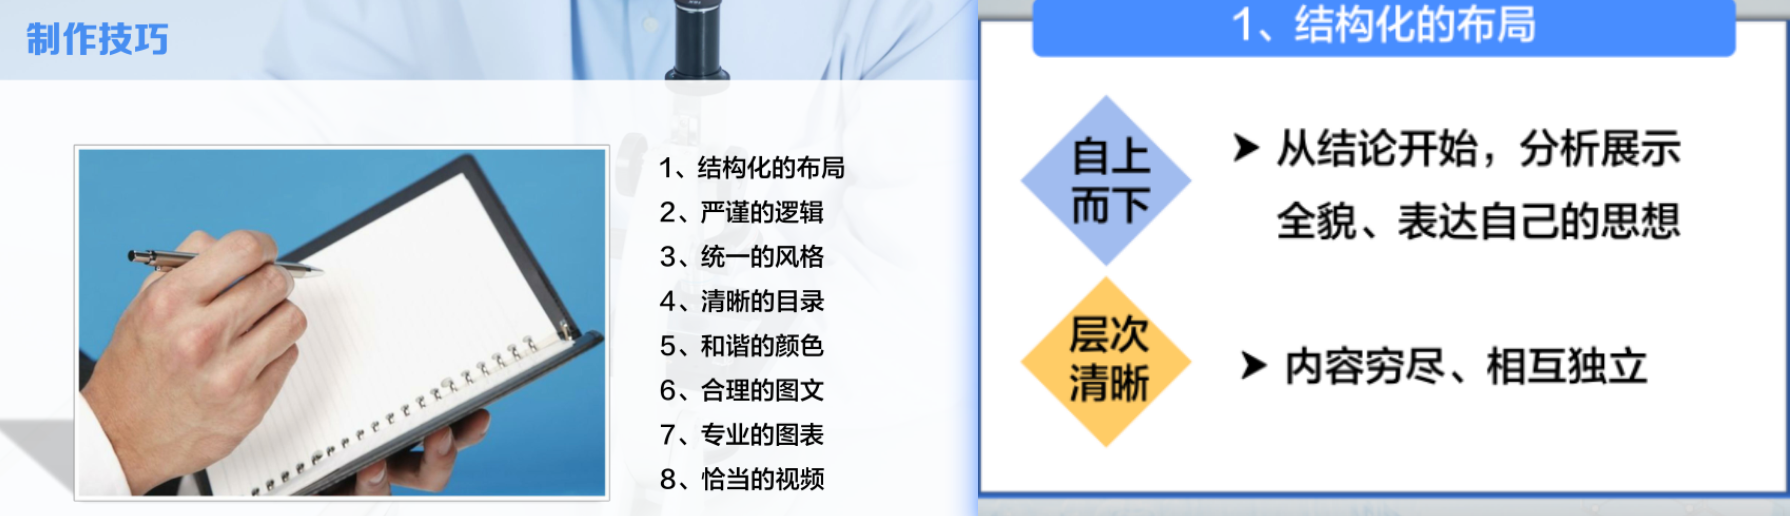 制作技巧
1、结构化的布局
2、严谨的逻辑
3、统一的风格
4、清晰的目录
5、和谐的颜色
6、合理的图文
7、专业的图表
8、恰当的视频
1、结构化的布局
自上
而下
➤ 从结论开始，分析展示
全貌、表达自己的思想
层次
清晰
➤ 内容穷尽、相互独立